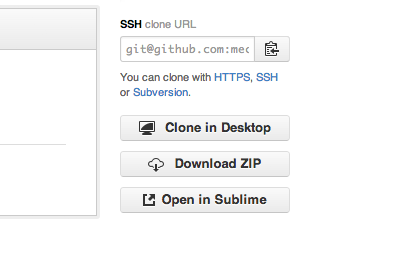 SSH clone URL
git@github.com:mec
You can clone with HTTPS, SSH
or Subversion.
Clone in Desktop
Download ZIP
Open in Sublime